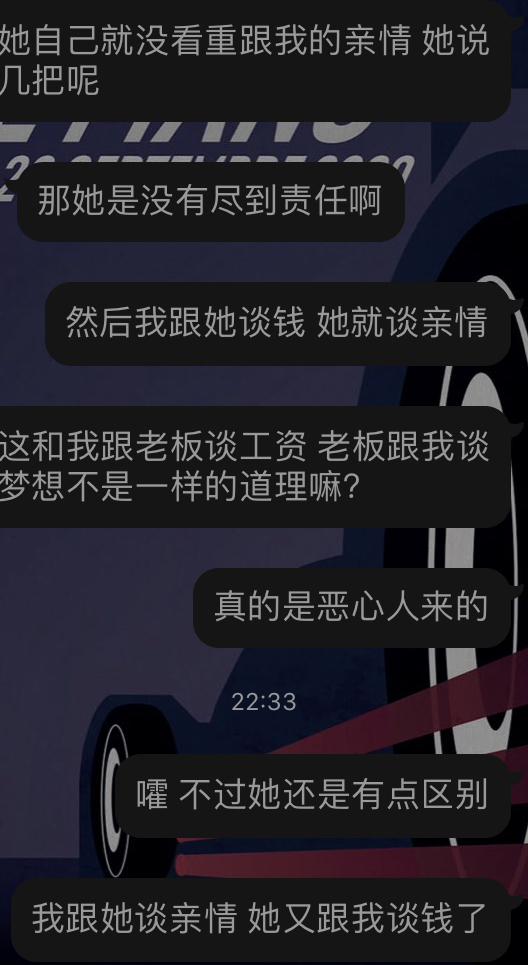 她自己就没看重跟我的亲情 她说
几把呢
那她是没有尽到责任啊
然后我跟她谈钱 她就谈亲情
这和我跟老板谈工资 老板跟我谈
梦想不是一样的道理嘛?
真的是恶心人来的
22:33
嚯 不过她还是有点区别
我跟她谈亲情 她又跟我谈钱了